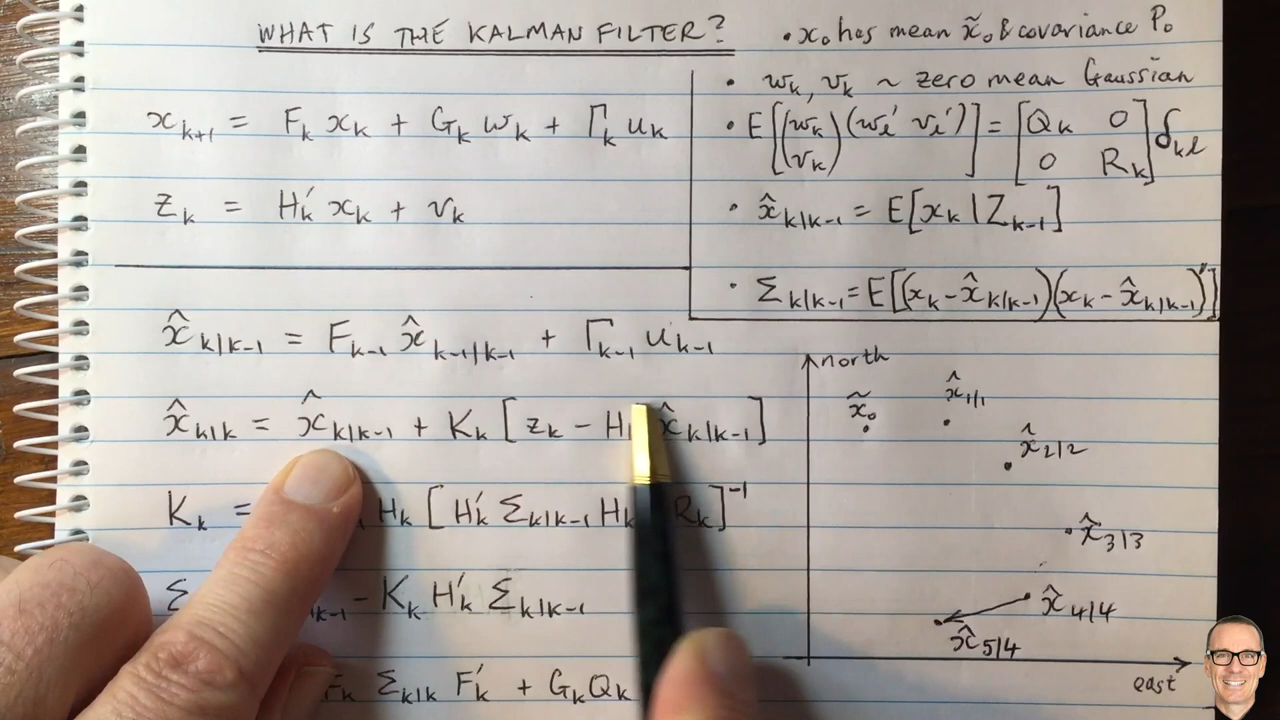 WHAT IS THE KALMAN FILTER?
• x₀ has mean x̃₀ & covariance P₀
• wₖ, vₖ ~ zero mean Gaussian
xₖ₊₁ = Fₖ xₖ + Gₖ wₖ + Γₖ uₖ
• E[(wₖ vₖ)(wₗ' vₗ')] = [Qₖ 0
0 Rₖ] δₖₗ
zₖ = Hₖ' xₖ + vₖ
• x̂ₖ|ₖ₋₁ = E[xₖ | Zₖ₋₁]
• Σₖ|ₖ₋₁ = E[(xₖ - x̂ₖ|ₖ₋₁)(xₖ - x̂ₖ|ₖ₋₁)']
x̂ₖ|ₖ₋₁ = Fₖ₋₁ x̂ₖ₋₁|ₖ₋₁ + Γₖ₋₁ uₖ₋₁
x̂ₖ|ₖ = x̂ₖ|ₖ₋₁ + Kₖ [zₖ - H x̂ₖ|ₖ₋₁]
Kₖ = Hₖ [Hₖ' Σₖ|ₖ₋₁ Hₖ Rₖ]⁻¹
Σ ₖ₋₁ - Kₖ Hₖ' Σₖ|ₖ₋₁
Fₖ Σₖ|ₖ Fₖ' + Gₖ Qₖ
north
x̃₀
x̂₁|₁
x̂₂|₂
x̂₃|₃
x̂₄|₄
x̂₅|₄
east